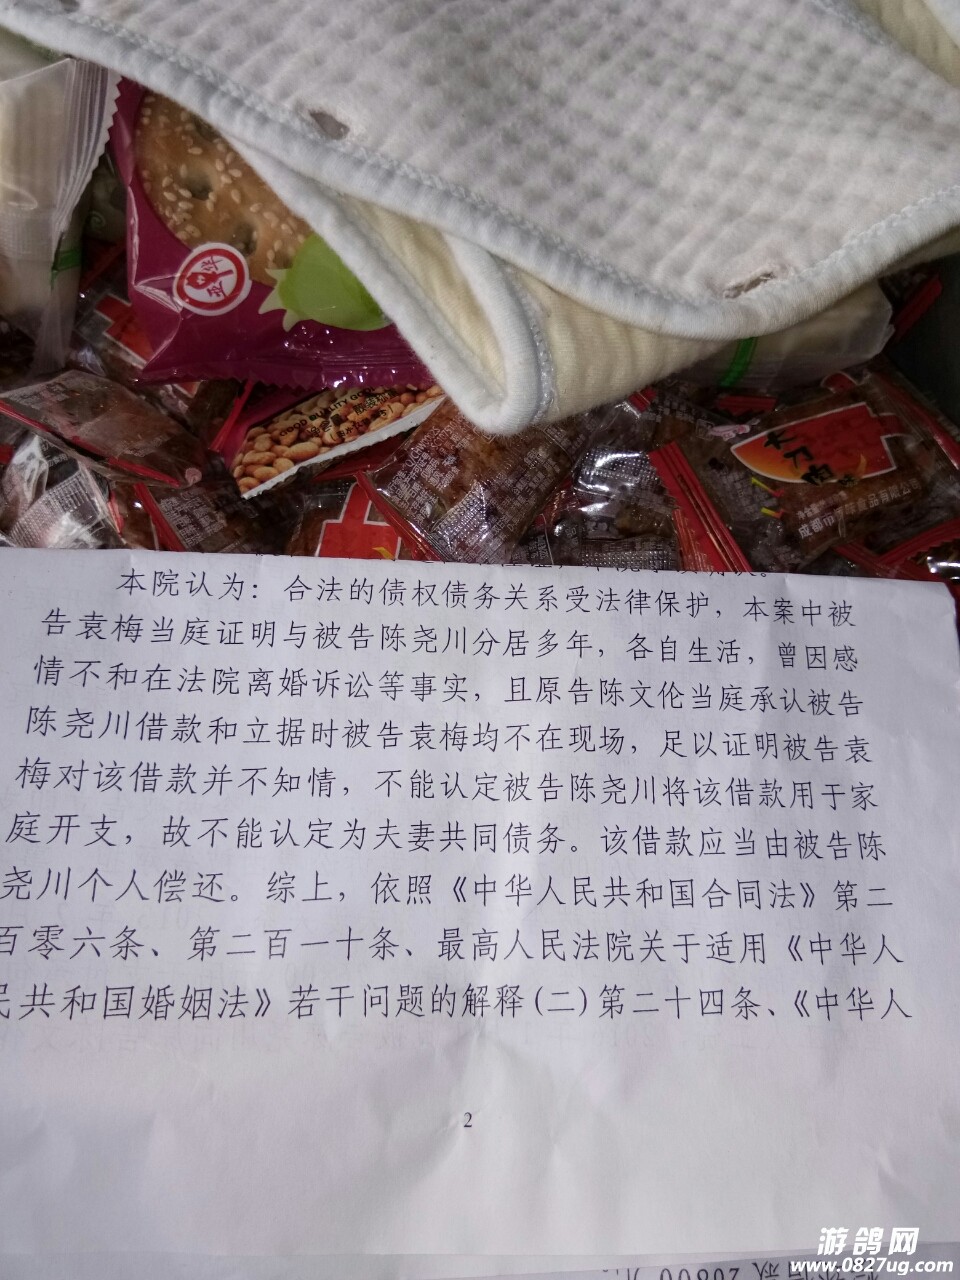 GOOD QUALITY GOO
大刀肉
本院认为：合法的债权债务关系受法律保护，本案中被
告袁梅当庭证明与被告陈尧川分居多年，各自生活，曾因感
情不和在法院离婚诉讼等事实，且原告陈文伦当庭承认被告
陈尧川借款和立据时被告袁梅均不在现场，足以证明被告袁
梅对该借款并不知情，不能认定被告陈尧川将该借款用于家
庭开支，故不能认定为夫妻共同债务。该借款应当由被告陈
尧川个人偿还。综上，依照《中华人民共和国合同法》第二
百零六条、第二百一十条、最高人民法院关于适用《中华人
民共和国婚姻法》若干问题的解释(二)第二十四条、《中华人
2
游鸽网
www.0827ug.com